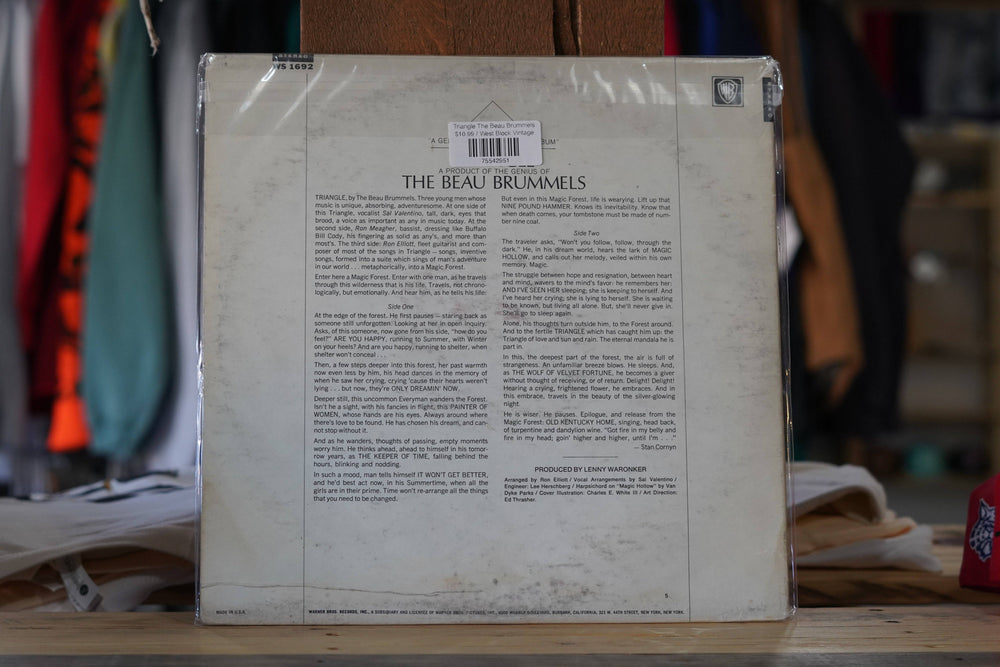 STEREO
WS 1692
WB
Triangle The Beau Brummels
$10.95 / West Block Vintage
75542951
"A GE
BUM"
A PRODUCT OF THE GENIUS OF
THE BEAU BRUMMELS
TRIANGLE, by The Beau Brummels. Three young men whose
music is unique, absorbing, adventuresome. At one side of
this Triangle, vocalist Sal Valentino, tall, dark, eyes that
brood, a voice as important as any in music today. At the
second side, Ron Meagher, bassist, dressing like Buffalo
Bill Cody, his fingering as solid as any's, and more than
most's. The third side: Ron Elliott, fleet guitarist and com-
poser of most of the songs in Triangle — songs, inventive
songs, formed into a suite which sings of man's adventure
in our world . . . metaphorically, into a Magic Forest.
Enter here a Magic Forest. Enter with one man, as he travels
through this wilderness that is his life. Travels, not chrono-
logically, but emotionally. And hear him, as he tells his life:
Side One
At the edge of the forest. He first pauses — staring back as
someone still unforgotten. Looking at her in open inquiry.
Asks, of this someone, now gone from his side, "how do you
feel?" ARE YOU HAPPY, running to Summer, with Winter
on your heels? And are you happy, running to shelter, when
shelter won't conceal . . .
Then, a few steps deeper into this forest, her past warmth
now even less by him, his head dances in the memory of
when he saw her crying, crying 'cause their hearts weren't
lying . . . but now, they're ONLY DREAMIN' NOW.
Deeper still, this uncommon Everyman wanders the Forest.
Isn't he a sight, with his fancies in flight, this PAINTER OF
WOMEN, whose hands are his eyes. Always around where
there's love to be found. He has chosen his dream, and can-
not stop without it.
And as he wanders, thoughts of passing, empty moments
worry him. He thinks ahead, ahead to himself in his tomor-
row years, as THE KEEPER OF TIME, falling behind the
hours, blinking and nodding.
In such a mood, man tells himself IT WON'T GET BETTER,
and he'd best act now, in his Summertime, when all the
girls are in their prime. Time won't re-arrange all the things
that you need to be changed.
But even in this Magic Forest, life is wearying. Lift up that
NINE POUND HAMMER. Knows its inevitability. Know that
when death comes, your tombstone must be made of num-
ber nine coal.
Side Two
The traveler asks, "Won't you follow, follow, through the
dark." He, in his dream world, hears the lark of MAGIC
HOLLOW, and calls out her melody, veiled within his own
memory. Magic.
The struggle between hope and resignation, between heart
and mind, wavers to the mind's favor: he remembers her:
AND I'VE SEEN HER sleeping; she is keeping to herself. And
I've heard her crying; she is lying to herself. She is waiting
to be known, but living all alone. But, she'll never give in.
She'll go to sleep again.
Alone, his thoughts turn outside him, to the Forest around.
And to the fertile TRIANGLE which has caught him up: the
Triangle of love and sun and rain. The eternal mandala he is
part in.
In this, the deepest part of the forest, the air is full of
strangeness. An unfamiliar breeze blows. He sleeps. And,
as THE WOLF OF VELVET FORTUNE, he becomes a giver
without thought of receiving, or of return. Delight! Delight!
Hearing a crying, frightened flower, he embraces. And in
this embrace, travels in the beauty of the silver-glowing
night.
He is wiser. He pauses. Epilogue, and release from the
Magic Forest: OLD KENTUCKY HOME, singing, head back,
of turpentine and dandylion wine. "Got fire in my belly and
fire in my head; goin' higher and higher, until I'm . . ."
— Stan Cornyn
PRODUCED BY LENNY WARONKER
Arranged by Ron Elliott / Vocal Arrangements by Sal Valentino /
Engineer: Lee Herschberg / Harpsichord on "Magic Hollow" by Van
Dyke Parks / Cover Illustration: Charles E. White III / Art Direction:
Ed Thrasher.
5.
MADE IN U.S.A.
WARNER BROS. RECORDS, INC., A SUBSIDIARY AND LICENSEE OF WARNER BROS. PICTURES, INC., 4000 WARNER BOULEVARD, BURBANK, CALIFORNIA, 321 W. 44TH STREET, NEW YORK, NEW YORK.